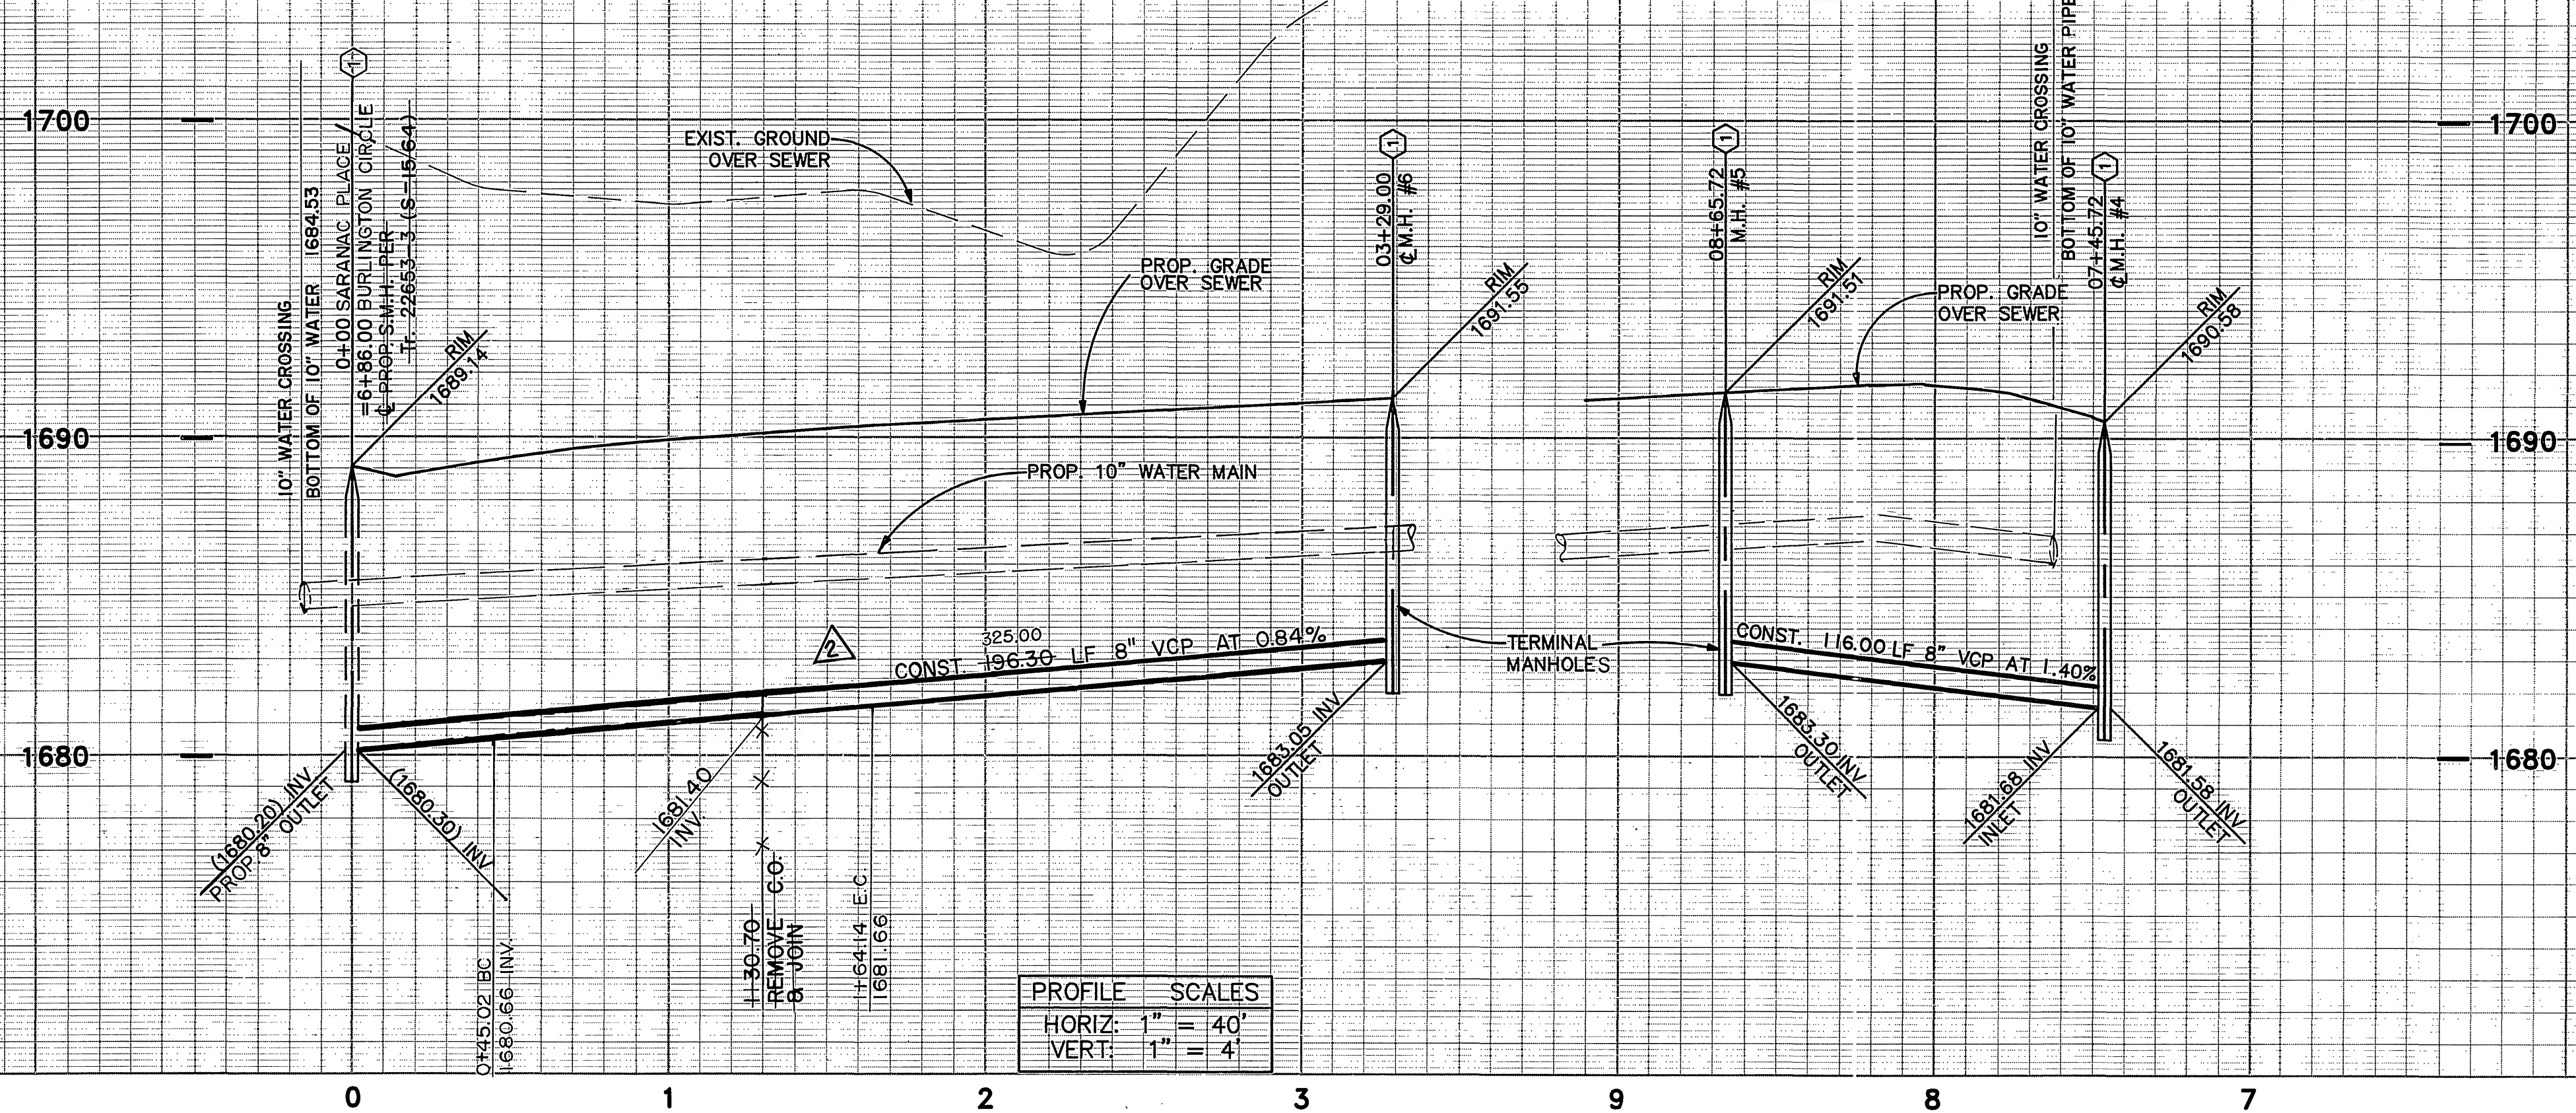 1700
1690
1680
10" WATER CROSSING
BOTTOM OF 10" WATER 1684.53
1
0+00 SARANAC PLACE
=6+86.00 BURLINGTON CIRCLE
℄ PROP. S.M.H. PER
Tr. 22653-3 (S-1564)
RIM
1689.14
EXIST. GROUND
OVER SEWER
PROP. GRADE
OVER SEWER
PROP. 10" WATER MAIN
1
03+29.00
℄ M.H. #6
RIM
1691.55
1
08+65.72
M.H. #5
RIM
1691.51
PROP. GRADE
OVER SEWER
10" WATER CROSSING
BOTTOM OF 10" WATER PIPE
1
07+45.72
℄ M.H. #4
RIM
1690.58
1700
1690
1680
2
325.00
CONST. 196.30 LF 8" VCP AT 0.84%
TERMINAL
MANHOLES
CONST. 116.00 LF 8" VCP AT 1.40%
(1680.20) INV
PROP. 8" OUTLET
(1680.30) INV
0+45.02 BC
1680.66 INV.
1681.40
INV.
1+30.70
REMOVE C.O.
& JOIN
1+64.14 E.C.
1681.66
1683.05 INV
OUTLET
1683.30 INV
OUTLET
1681.68 INV
INLET
1681.58 INV
OUTLET
PROFILE SCALES
HORIZ: 1" = 40'
VERT: 1" = 4'
0 1 2 3 9 8 7